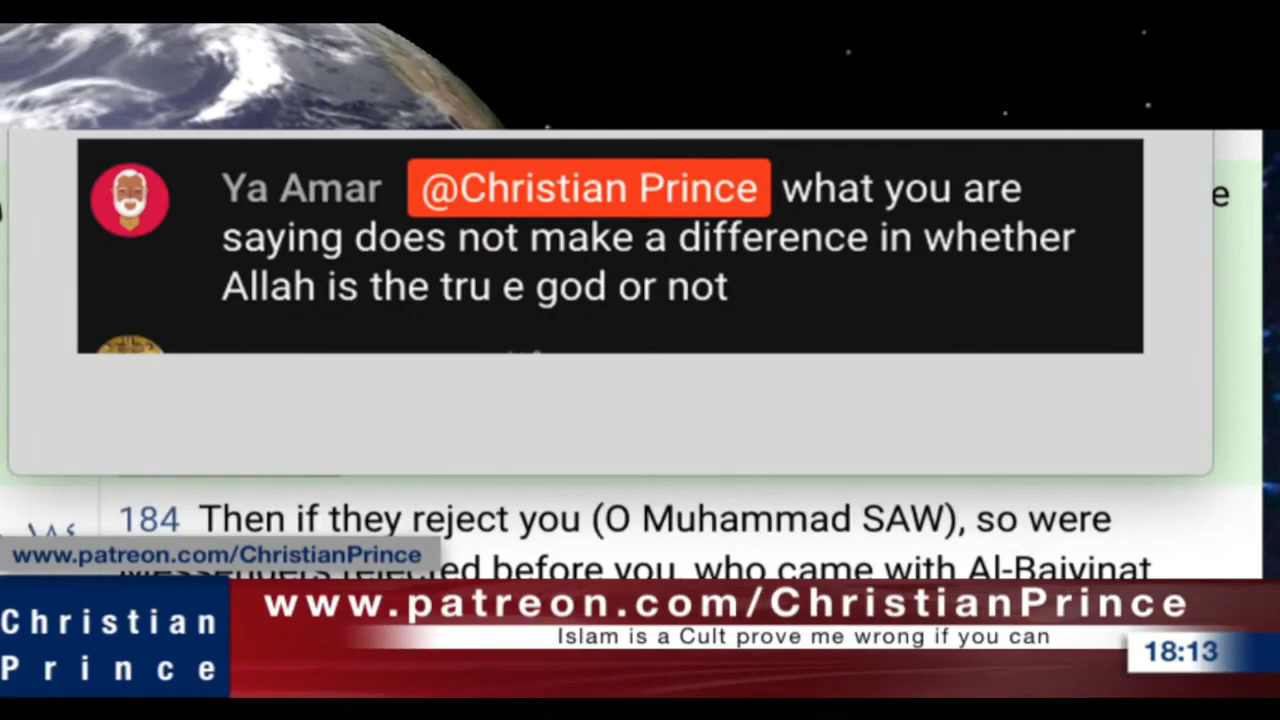 Ya Amar @Christian Prince what you are
saying does not make a difference in whether
Allah is the tru e god or not
e
184 Then if they reject you (O Muhammad SAW), so were
Messengers rejected before you, who came with Al-Baiyinat
www.patreon.com/ChristianPrince
Christian
Prince
www.patreon.com/ChristianPrince
Islam is a Cult prove me wrong if you can
18:13